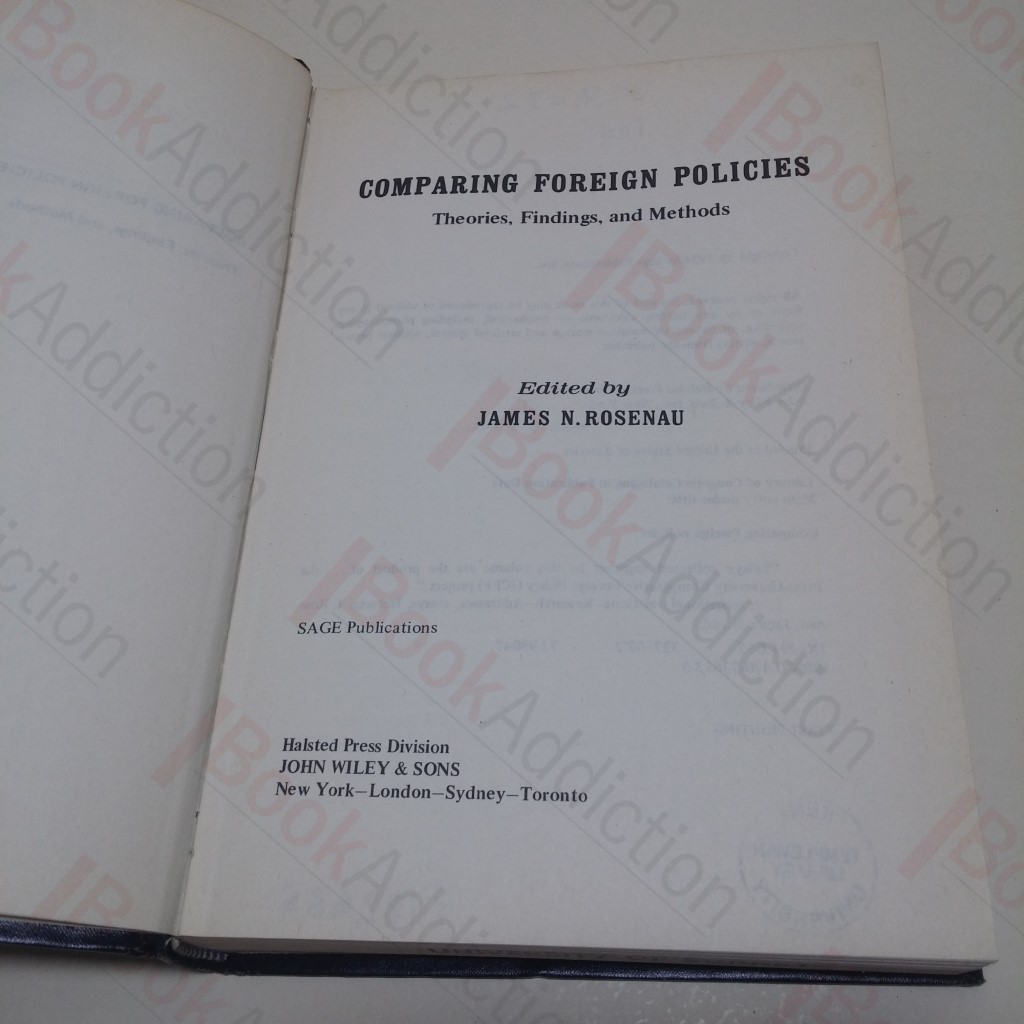 COMPARING FOREIGN POLICIES
Theories, Findings, and Methods
Edited by
JAMES N. ROSENAU
SAGE Publications
Halsted Press Division
JOHN WILEY & SONS
New York—London—Sydney—Toronto
BookAddiction